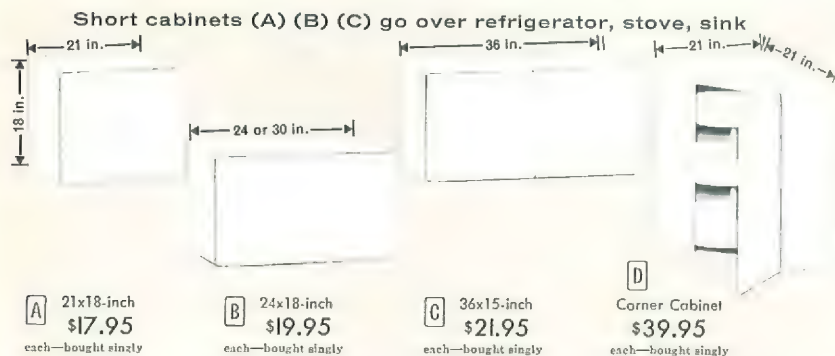 Short cabinets (A) (B) (C) go over refrigerator, stove, sink
21 in.
36 in.
21 in.
21 in.
18 in.
24 or 30 in.
A
21x18-inch
$17.95
each—bought singly
B
24x18-inch
$19.95
each—bought singly
C
36x15-inch
$21.95
each—bought singly
D
Corner Cabinet
$39.95
each—bought singly